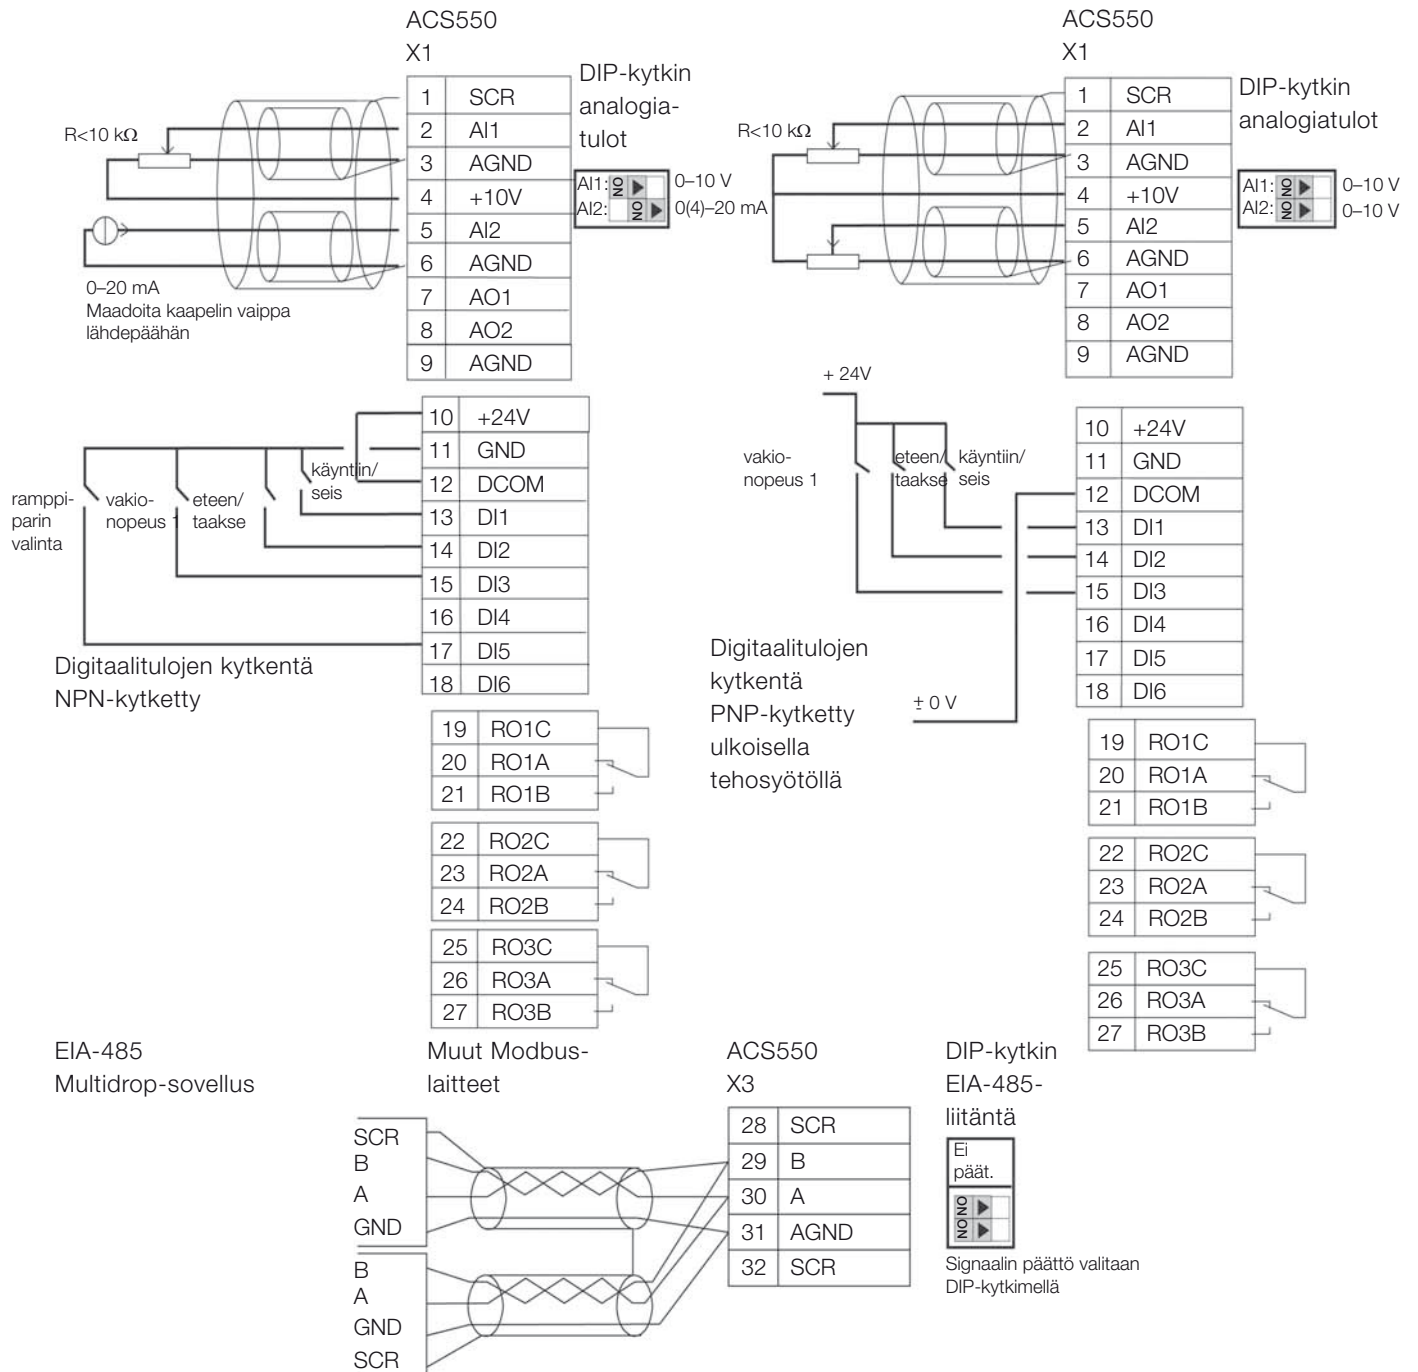 ACS550
X1
DIP-kytkin
analogia-
tulot
1 SCR
2 AI1
3 AGND
4 +10V
5 AI2
6 AGND
7 AO1
8 AO2
9 AGND
R<10 kΩ
AI1: NO 0–10 V
AI2: NO 0(4)–20 mA
0–20 mA
Maadoita kaapelin vaippa
lähdepäähän
10 +24V
11 GND
12 DCOM
13 DI1
14 DI2
15 DI3
16 DI4
17 DI5
18 DI6
ramppi-
parin
valinta
vakio-
nopeus 1
eteen/
taakse
käyntiin/
seis
Digitaalitulojen kytkentä
NPN-kytketty
19 RO1C
20 RO1A
21 RO1B
22 RO2C
23 RO2A
24 RO2B
25 RO3C
26 RO3A
27 RO3B
ACS550
X1
DIP-kytkin
analogiatulot
1 SCR
2 AI1
3 AGND
4 +10V
5 AI2
6 AGND
7 AO1
8 AO2
9 AGND
R<10 kΩ
AI1: NO 0–10 V
AI2: NO 0–10 V
+ 24V
10 +24V
11 GND
12 DCOM
13 DI1
14 DI2
15 DI3
16 DI4
17 DI5
18 DI6
vakio-
nopeus 1
eteen/
taakse
käyntiin/
seis
± 0 V
Digitaalitulojen
kytkentä
PNP-kytketty
ulkoisella
tehosyötöllä
19 RO1C
20 RO1A
21 RO1B
22 RO2C
23 RO2A
24 RO2B
25 RO3C
26 RO3A
27 RO3B
EIA-485
Multidrop-sovellus
Muut Modbus-
laitteet
SCR
B
A
GND
B
A
GND
SCR
ACS550
X3
28 SCR
29 B
30 A
31 AGND
32 SCR
DIP-kytkin
EIA-485-
liitäntä
Ei
päät.
NO
NO
Signaalin päättö valitaan
DIP-kytkimellä